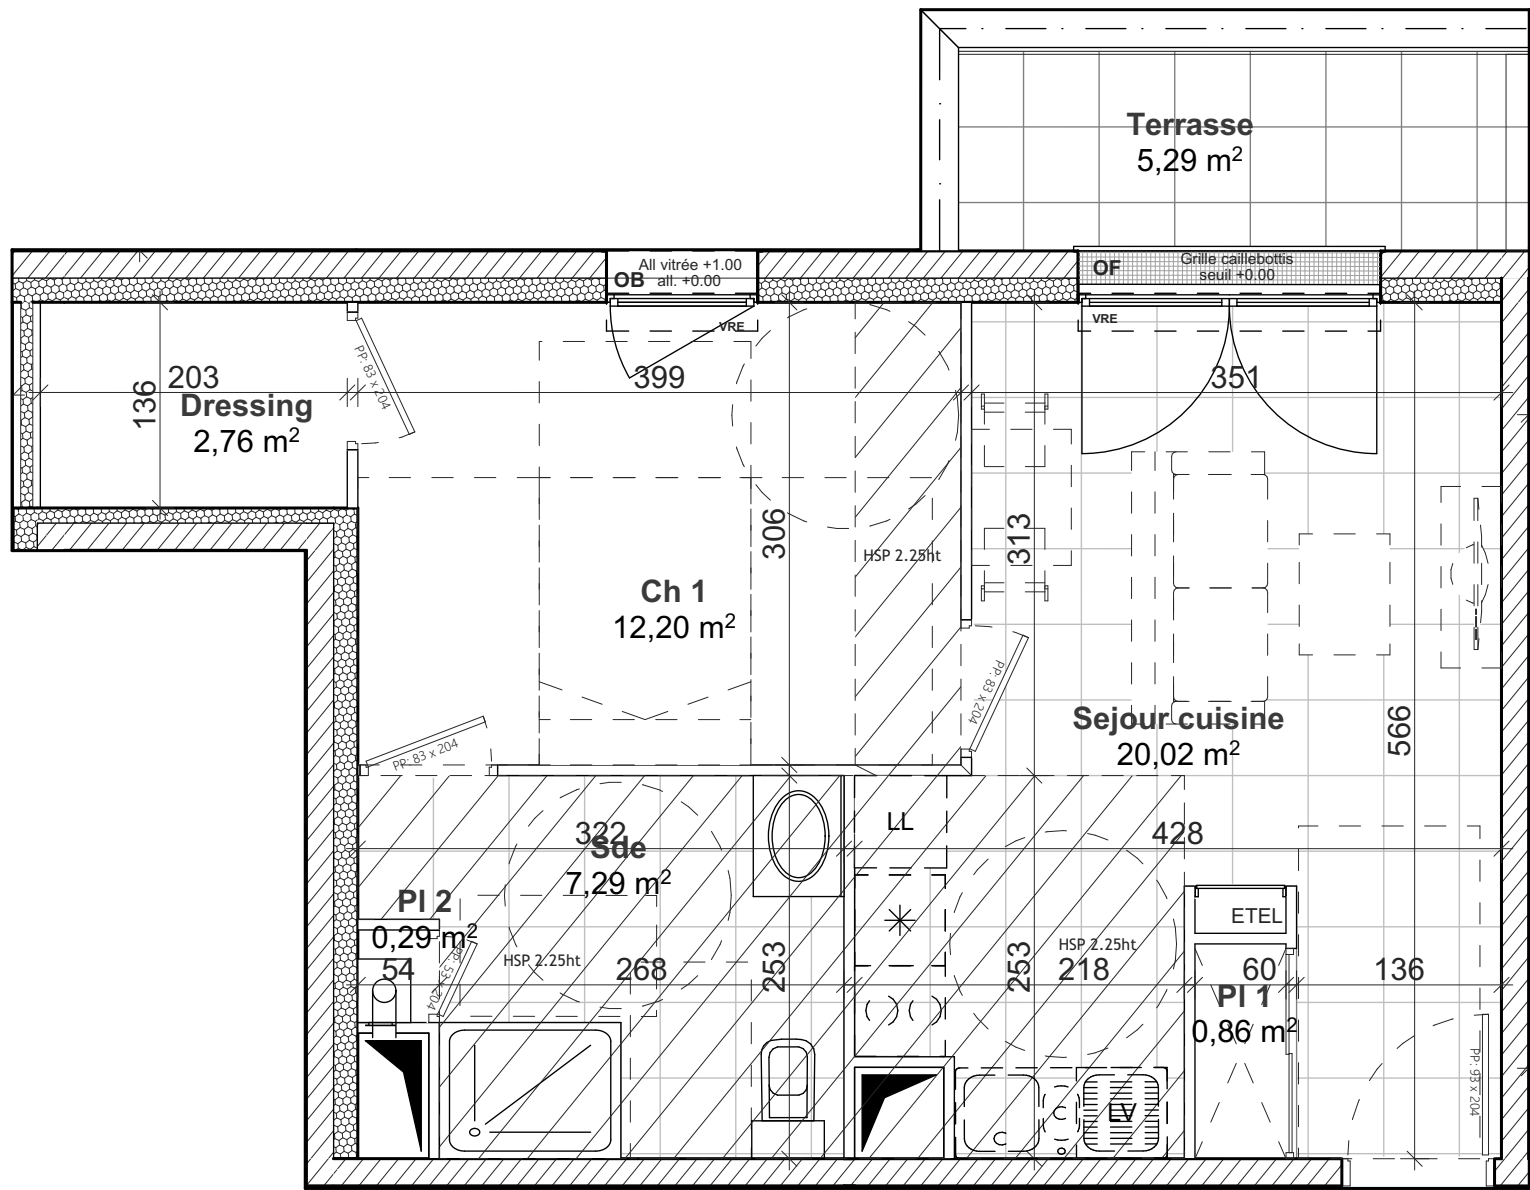 Terrasse
5,29 m²
All vitrée +1.00
OB all. +0.00
VRE
OF
Grille caillebottis
seuil +0.00
VRE
203
136
Dressing
2,76 m²
PP: 83 x 204
399
351
306
HSP 2.25ht
313
Ch 1
12,20 m²
PP: 83 x 204
PP: 83 x 204
Sejour cuisine
20,02 m²
566
322
Sde
7,29 m²
LL
428
Pl 2
0,29 m²
54
PP: 53 x 204
HSP 2.25ht
268
253
253
HSP 2.25ht
218
ETEL
60
136
Pl 1
0,86 m²
LV
PP: 93 x 204